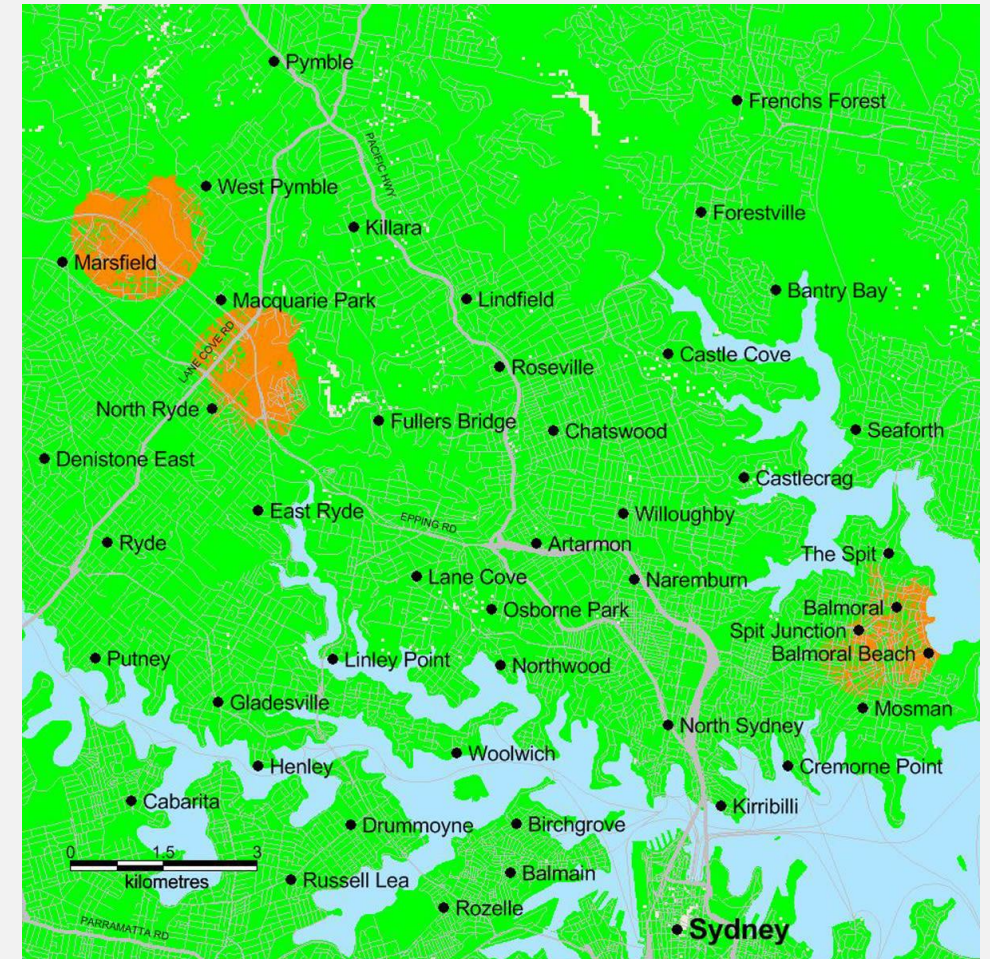 Pymble
Frenchs Forest
PACIFIC HWY
West Pymble
Forestville
Killara
Marsfield
Bantry Bay
Macquarie Park
Lindfield
LANE COVE RD
Castle Cove
Roseville
North Ryde
Fullers Bridge
Chatswood
Seaforth
Denistone East
Castlecrag
East Ryde
Willoughby
EPPING RD
Ryde
Artarmon
The Spit
Lane Cove
Naremburn
Osborne Park
Balmoral
Spit Junction
Balmoral Beach
Putney
Linley Point
Northwood
Gladesville
Mosman
North Sydney
Woolwich
Henley
Cremorne Point
Cabarita
Kirribilli
Drummoyne
Birchgrove
0 1.5 3
kilometres
Russell Lea
Balmain
Rozelle
PARRAMATTA RD
Sydney